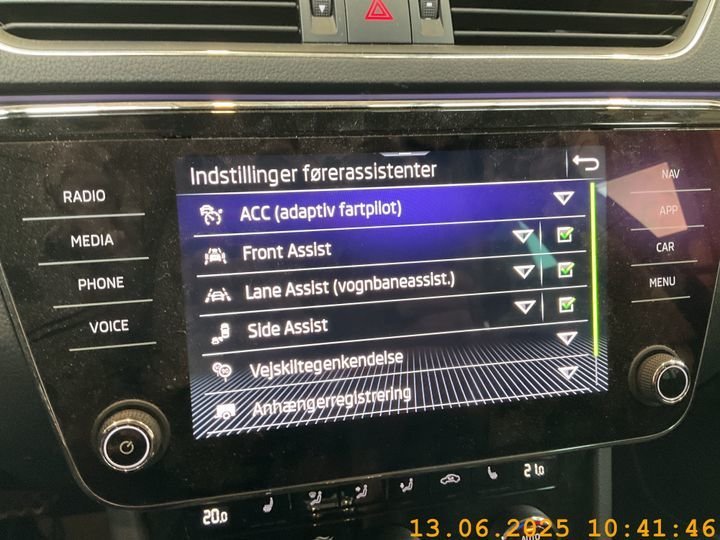 Indstillinger førerassistenter
RADIO
NAV
ACC (adaptiv fartpilot)
APP
MEDIA
Front Assist
CAR
PHONE
Lane Assist (vognbaneassist.)
MENU
VOICE
Side Assist
Vejskiltegenkendelse
Anhængerregistrering
20.0
21.0
AUTO
13.06.2025 10:41:46